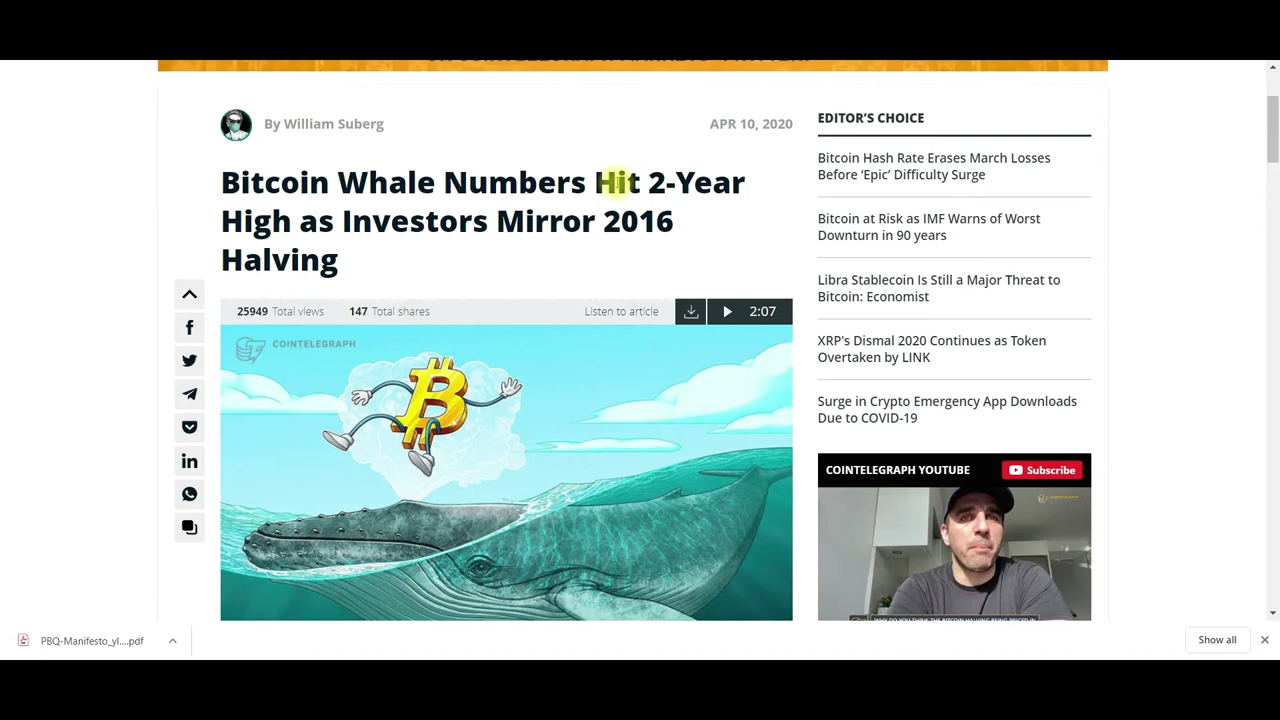 By William Suberg
APR 10, 2020
Bitcoin Whale Numbers Hit 2-Year
High as Investors Mirror 2016
Halving
25949 Total views
147 Total shares
Listen to article
2:07
COINTELEGRAPH
EDITOR'S CHOICE
Bitcoin Hash Rate Erases March Losses
Before ‘Epic’ Difficulty Surge
Bitcoin at Risk as IMF Warns of Worst
Downturn in 90 years
Libra Stablecoin Is Still a Major Threat to
Bitcoin: Economist
XRP's Dismal 2020 Continues as Token
Overtaken by LINK
Surge in Crypto Emergency App Downloads
Due to COVID-19
COINTELEGRAPH YOUTUBE
Subscribe
PBQ-Manifesto_yl....pdf
Show all